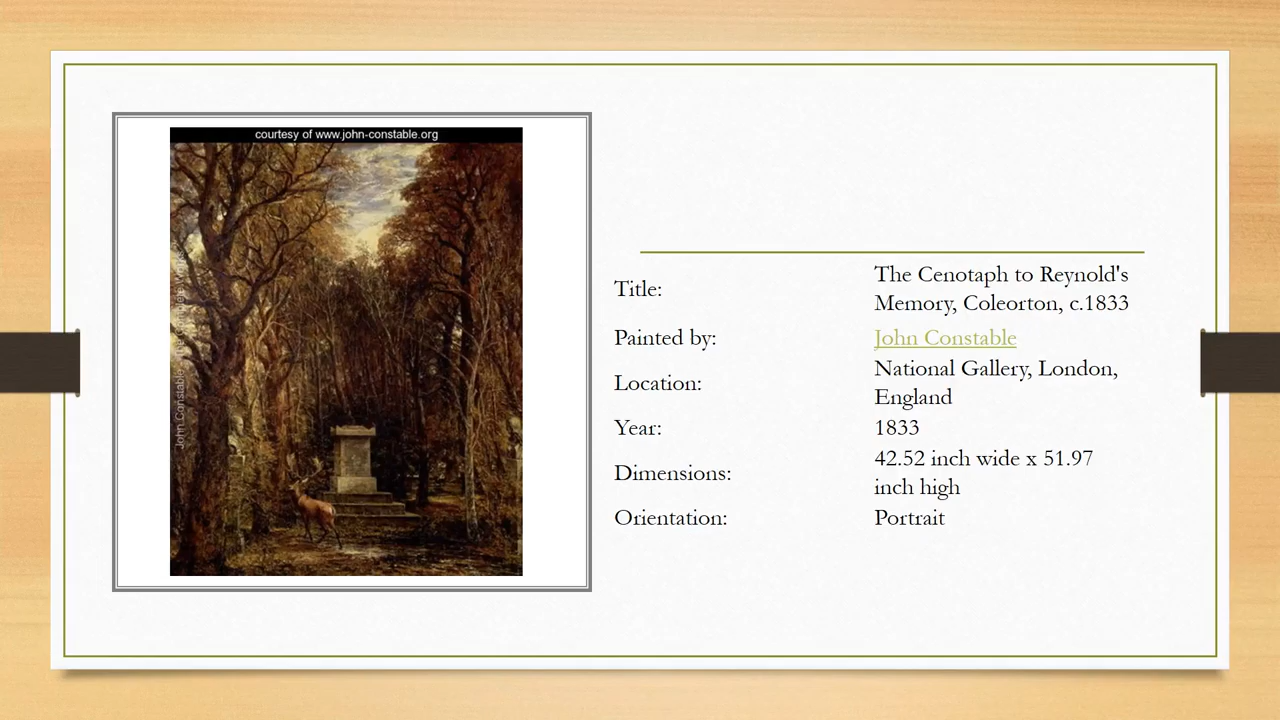 courtesy of www.john-constable.org
Title:
The Cenotaph to Reynold's
Memory, Coleorton, c.1833
Painted by:
John Constable
Location:
National Gallery, London,
England
Year:
1833
Dimensions:
42.52 inch wide x 51.97
inch high
Orientation:
Portrait